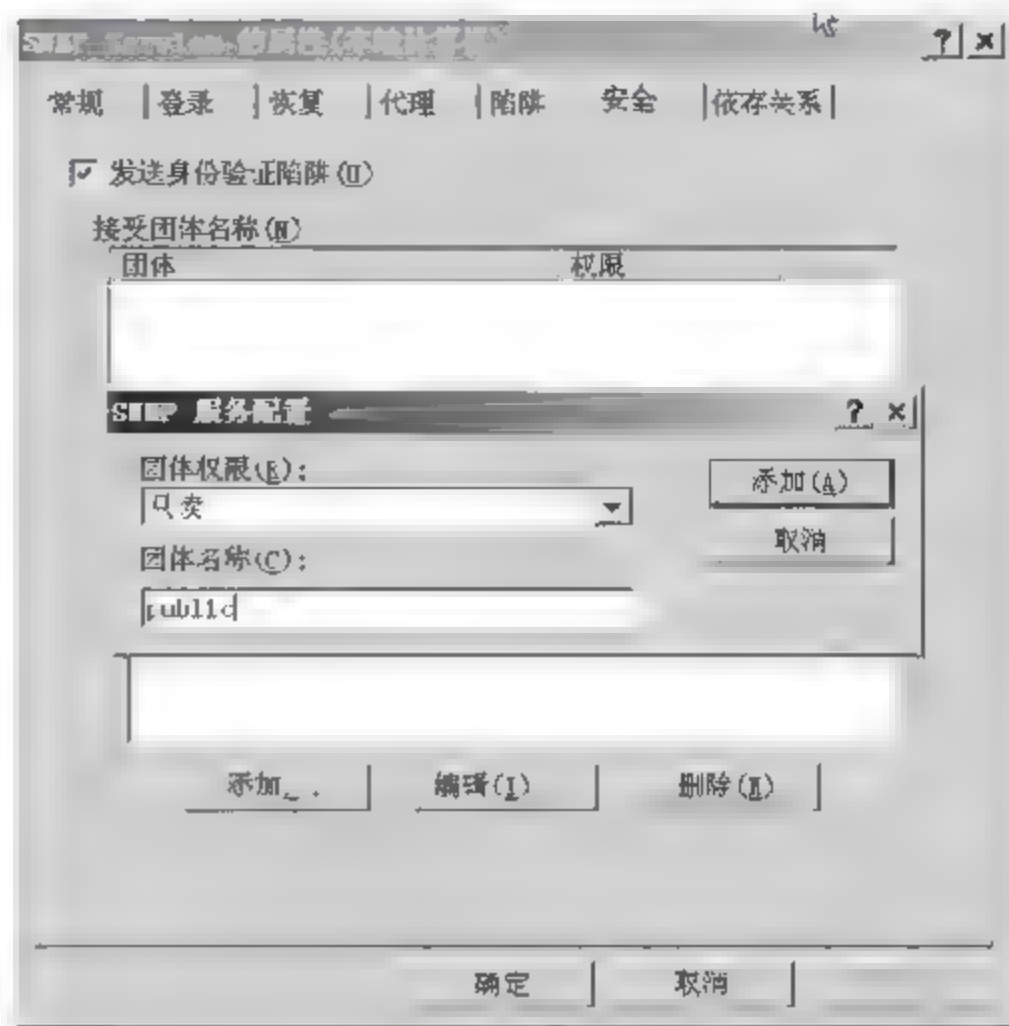 常规 登录 恢复 代理 陷阱 安全 依存关系
发送身份验证陷阱(U)
接受团体名称(N)
团体 权限
SNMP 服务配置
团体权限(R):
添加(A)
只读
取消
团体名称(C):
public
添加...
编辑(I)
删除(R)
确定 取消